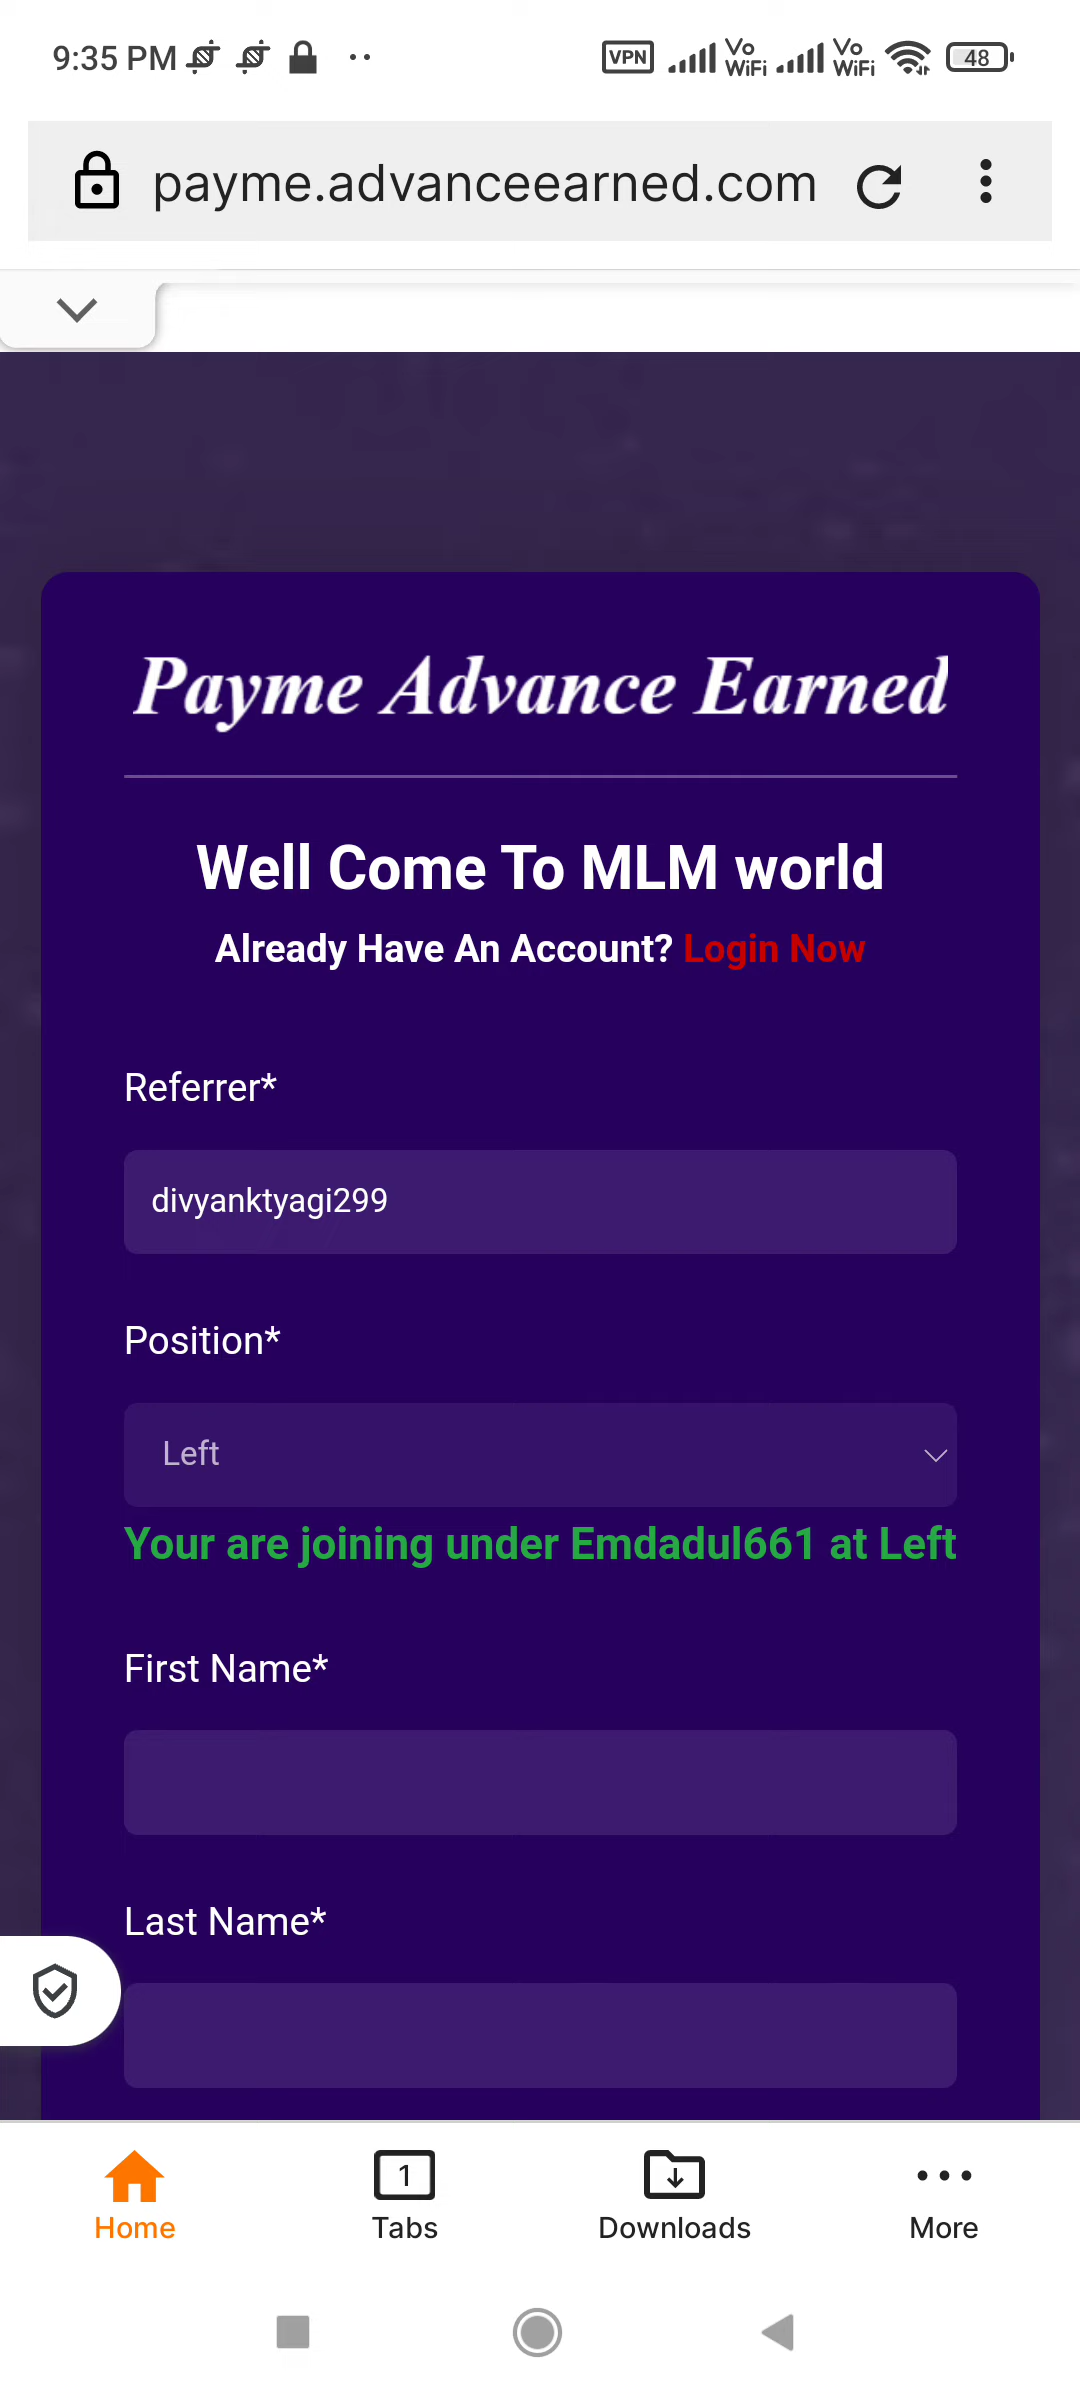 9:35 PM
VPN
Vo
WiFi
Vo
WiFi
48
payme.advanceearned.com
Payme Advance Earned
Well Come To MLM world
Already Have An Account? Login Now
Referrer*
divyanktyagi299
Position*
Left
Your are joining under Emdadul661 at Left
First Name*
Last Name*
1
Home
Tabs
Downloads
More